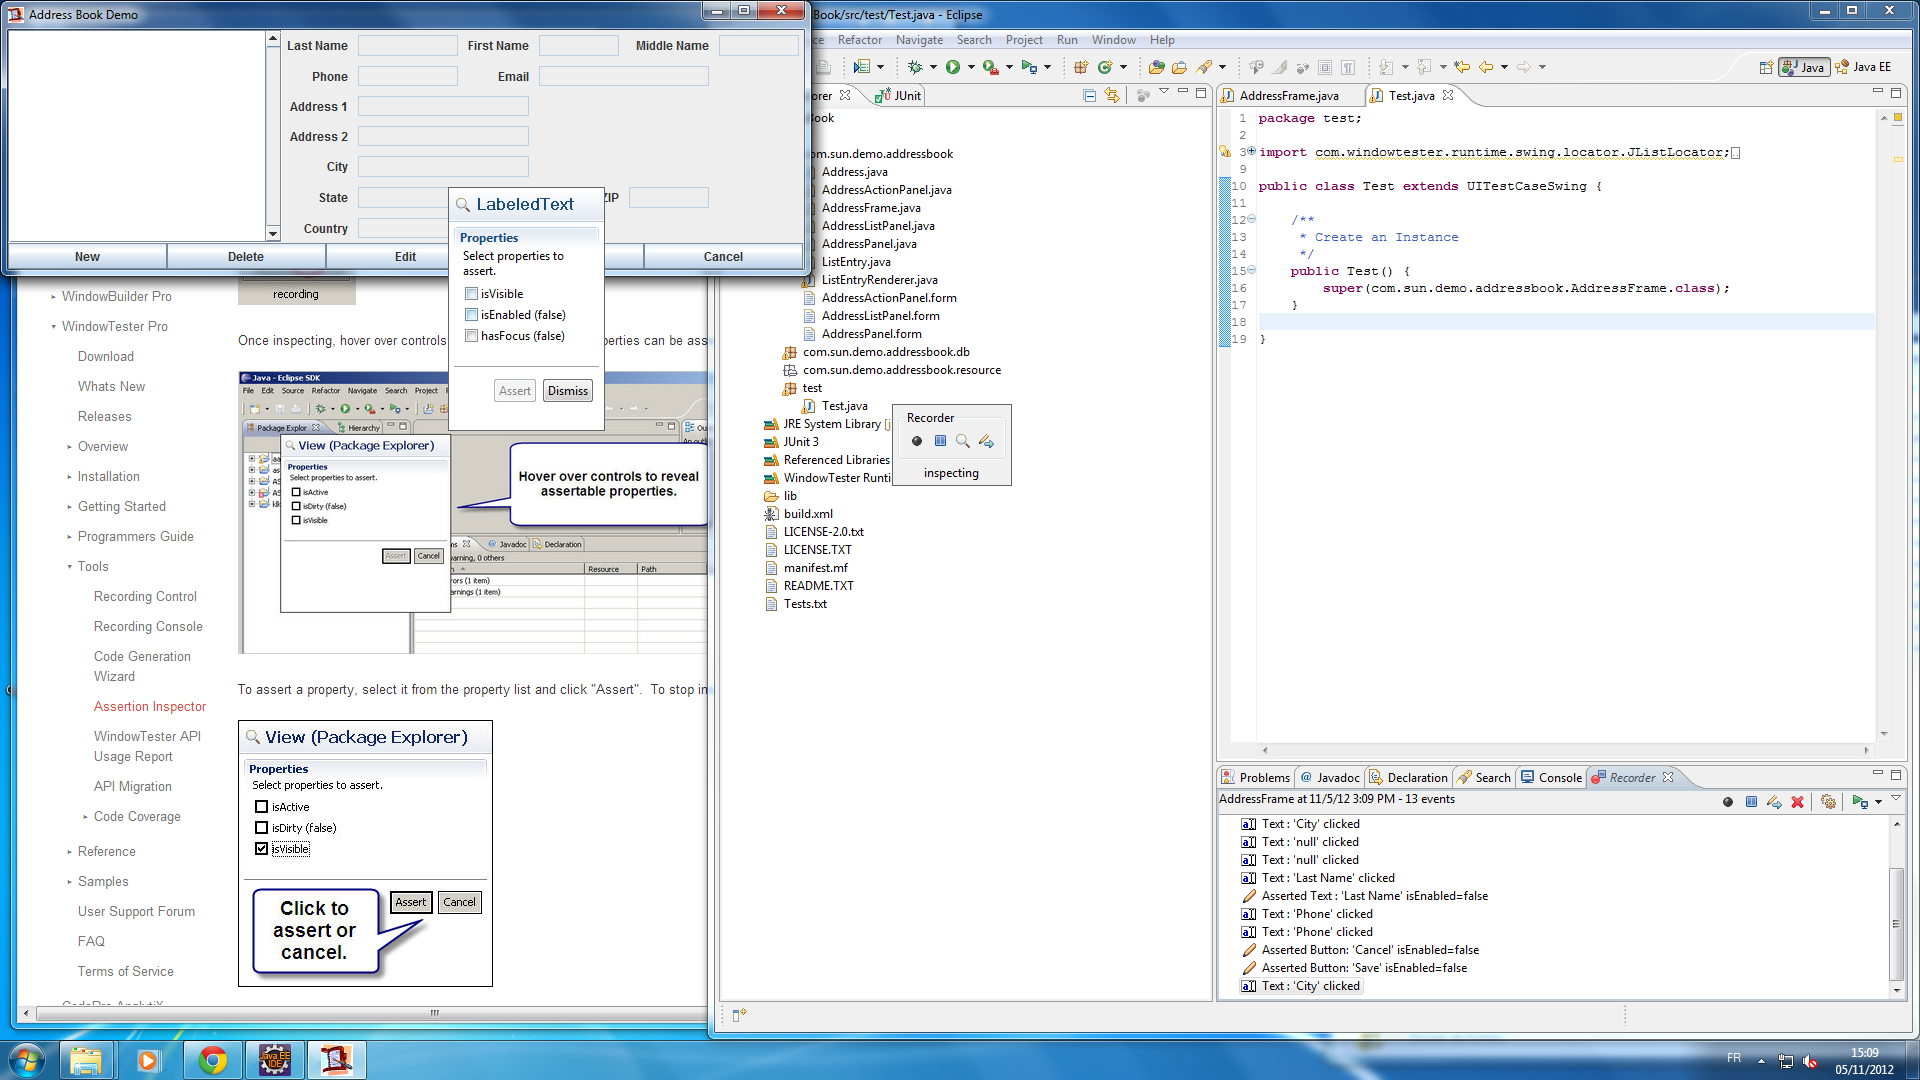 Address Book Demo
Last Name
First Name
Middle Name
Phone
Email
Address 1
Address 2
City
State
ZIP
Country
New
Delete
Edit
Cancel
LabeledText
Properties
Select properties to
assert.
isVisible
isEnabled (false)
hasFocus (false)
Assert
Dismiss
recording
WindowBuilder Pro
WindowTester Pro
Download
Whats New
Releases
Overview
Installation
Getting Started
Programmers Guide
Tools
Recording Control
Recording Console
Code Generation
Wizard
Assertion Inspector
WindowTester API
Usage Report
API Migration
Code Coverage
Reference
Samples
User Support Forum
FAQ
Terms of Service
Once inspecting, hover over controls
perties can be ass
Java - Eclipse SDK
File Edit Source Refactor Navigate Search Project
Package Explor
Hierarchy
View (Package Explorer)
Properties
Select properties to assert.
isActive
isDirty (false)
isVisible
Assert
Cancel
Hover over controls to reveal
assertable properties.
Javadoc
Declaration
arning, 0 others
Resource
Path
rors (1 item)
arnings (1 item)
To assert a property, select it from the property list and click "Assert". To stop in
View (Package Explorer)
Properties
Select properties to assert.
isActive
isDirty (false)
isVisible
Assert
Cancel
Click to
assert or
cancel.
Book/src/test/Test.java - Eclipse
ce Refactor Navigate Search Project Run Window Help
Java
Java EE
orer
JUnit
Book
om.sun.demo.addressbook
Address.java
AddressActionPanel.java
AddressFrame.java
AddressListPanel.java
AddressPanel.java
ListEntry.java
ListEntryRenderer.java
AddressActionPanel.form
AddressListPanel.form
AddressPanel.form
com.sun.demo.addressbook.db
com.sun.demo.addressbook.resource
test
Test.java
JRE System Library [j
JUnit 3
Referenced Libraries
WindowTester Runti
lib
build.xml
LICENSE-2.0.txt
LICENSE.TXT
manifest.mf
README.TXT
Tests.txt
Recorder
inspecting
AddressFrame.java
Test.java
1 package test;
2
3 import com.windowtester.runtime.swing.locator.JListLocator;
9
10 public class Test extends UITestCaseSwing {
11
12 /**
13 * Create an Instance
14 */
15 public Test() {
16 super(com.sun.demo.addressbook.AddressFrame.class);
17 }
18
19 }
Problems
@ Javadoc
Declaration
Search
Console
Recorder
AddressFrame at 11/5/12 3:09 PM - 13 events
Text : 'City' clicked
Text : 'null' clicked
Text : 'null' clicked
Text : 'Last Name' clicked
Asserted Text : 'Last Name' isEnabled=false
Text : 'Phone' clicked
Text : 'Phone' clicked
Asserted Button: 'Cancel' isEnabled=false
Asserted Button: 'Save' isEnabled=false
Text : 'City' clicked
Java EE
IDE
FR
15:09
05/11/2012